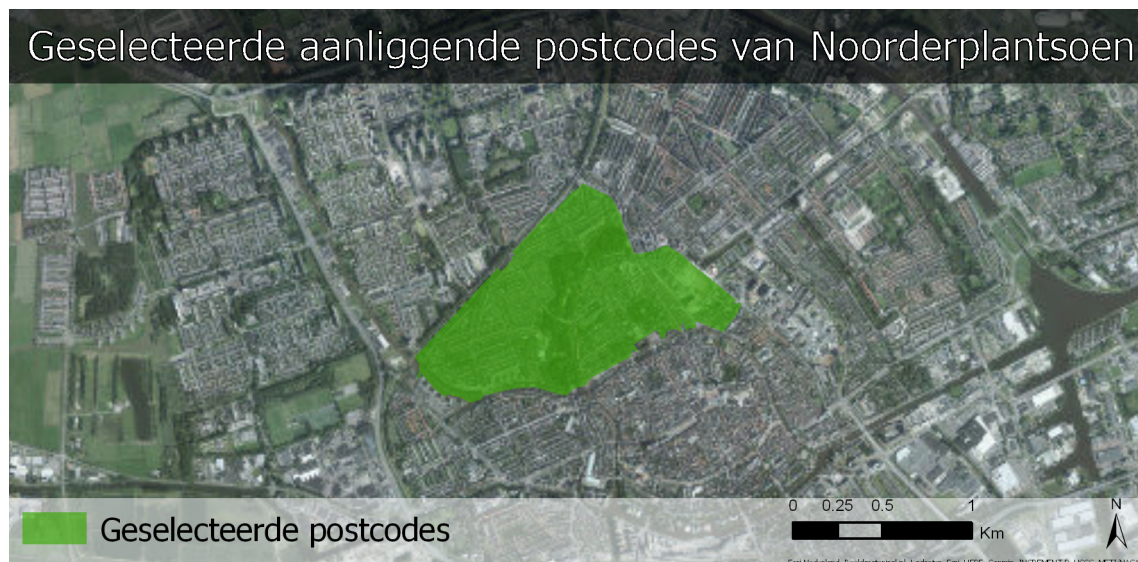 Geselecteerde aanliggende postcodes van Noorderplantsoen
Geselecteerde postcodes
0 0.25 0.5 1
Km
N